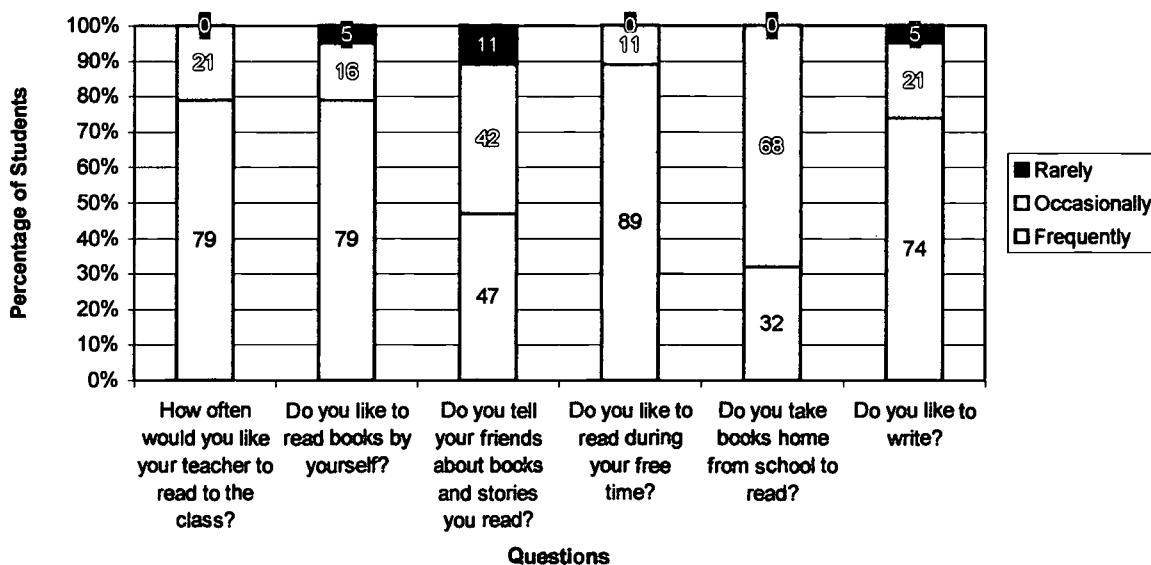 100%
90%
80%
70%
60%
50%
40%
30%
20%
10%
0%
Percentage of Students
0
21
79
5
16
79
11
42
47
0
11
89
0
68
32
5
21
74
Rarely
Occasionally
Frequently
How often
would you like
your teacher to
read to the
class?
Do you like to
read books by
yourself?
Do you tell
your friends
about books
and stories
you read?
Do you like to
read during
your free
time?
Do you take
books home
from school to
read?
Do you like to
write?
Questions